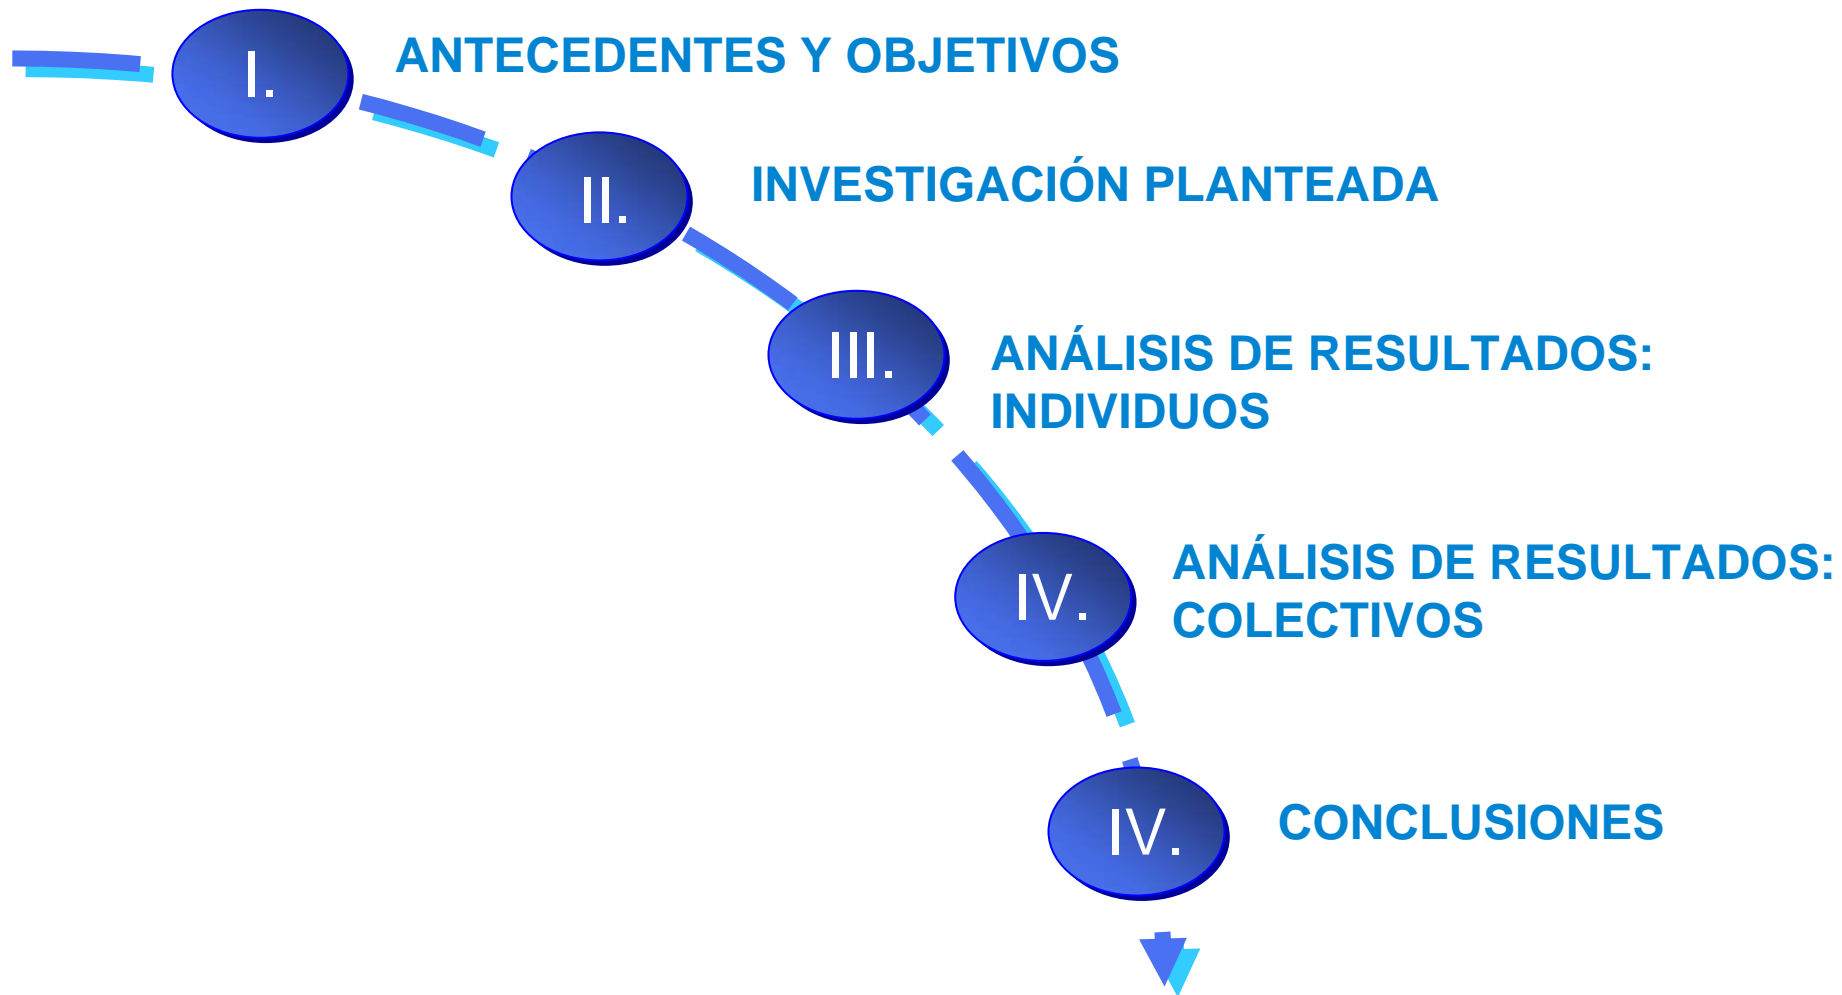 I.
ANTECEDENTES Y OBJETIVOS
II.
INVESTIGACIÓN PLANTEADA
III.
ANÁLISIS DE RESULTADOS:
INDIVIDUOS
IV.
ANÁLISIS DE RESULTADOS:
COLECTIVOS
IV.
CONCLUSIONES